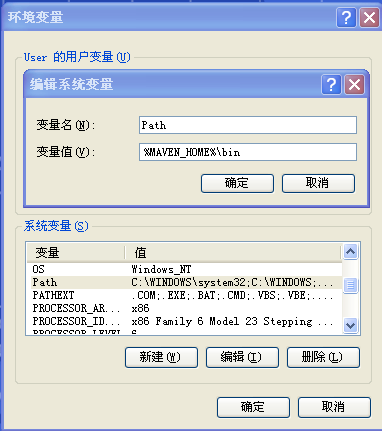 环境变量
User 的用户变量(U)
编辑系统变量
变量名(N): Path
变量值(V): %MAVEN_HOME%\bin
确定 取消
系统变量(S)
变量 值
OS Windows_NT
Path C:\WINDOWS\system32;C:\WINDOWS;...
PATHEXT .COM;.EXE;.BAT;.CMD;.VBS;.VBE;....
PROCESSOR_AR... x86
PROCESSOR_ID... x86 Family 6 Model 23 Stepping ...
PROCESSOR_LEVEL 6
新建(W) 编辑(I) 删除(L)
确定 取消